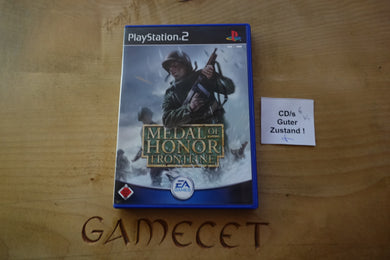 PlayStation 2
MEDAL OF
HONOR
FRONTLINE
EA
GAMES
CD/s
Guter
Zustand !
GAMECET